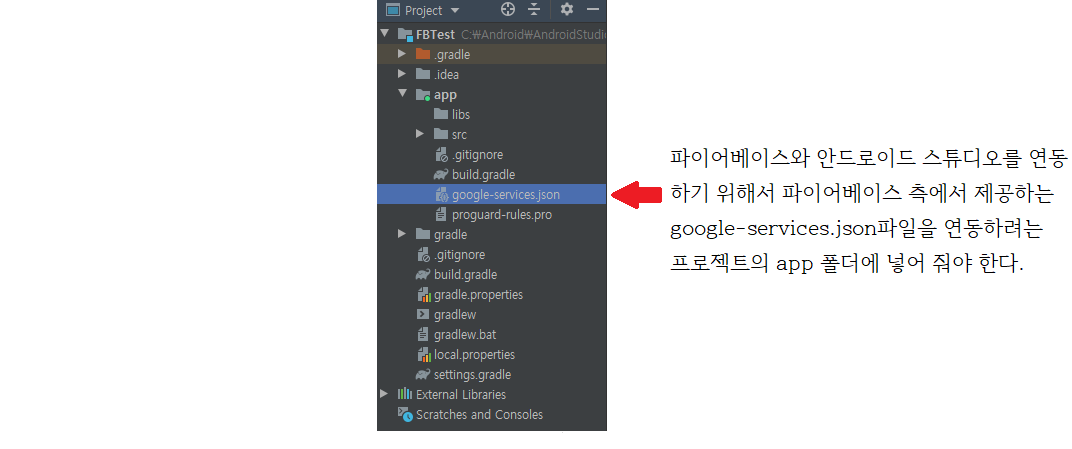 Project
FBTest C:\Android\AndroidStudi
.gradle
.idea
app
libs
src
.gitignore
build.gradle
google-services.json
proguard-rules.pro
gradle
.gitignore
build.gradle
gradle.properties
gradlew
gradlew.bat
local.properties
settings.gradle
External Libraries
Scratches and Consoles
파이어베이스와 안드로이드 스튜디오를 연동
하기 위해서 파이어베이스 측에서 제공하는
google-services.json파일을 연동하려는
프로젝트의 app 폴더에 넣어 줘야 한다.